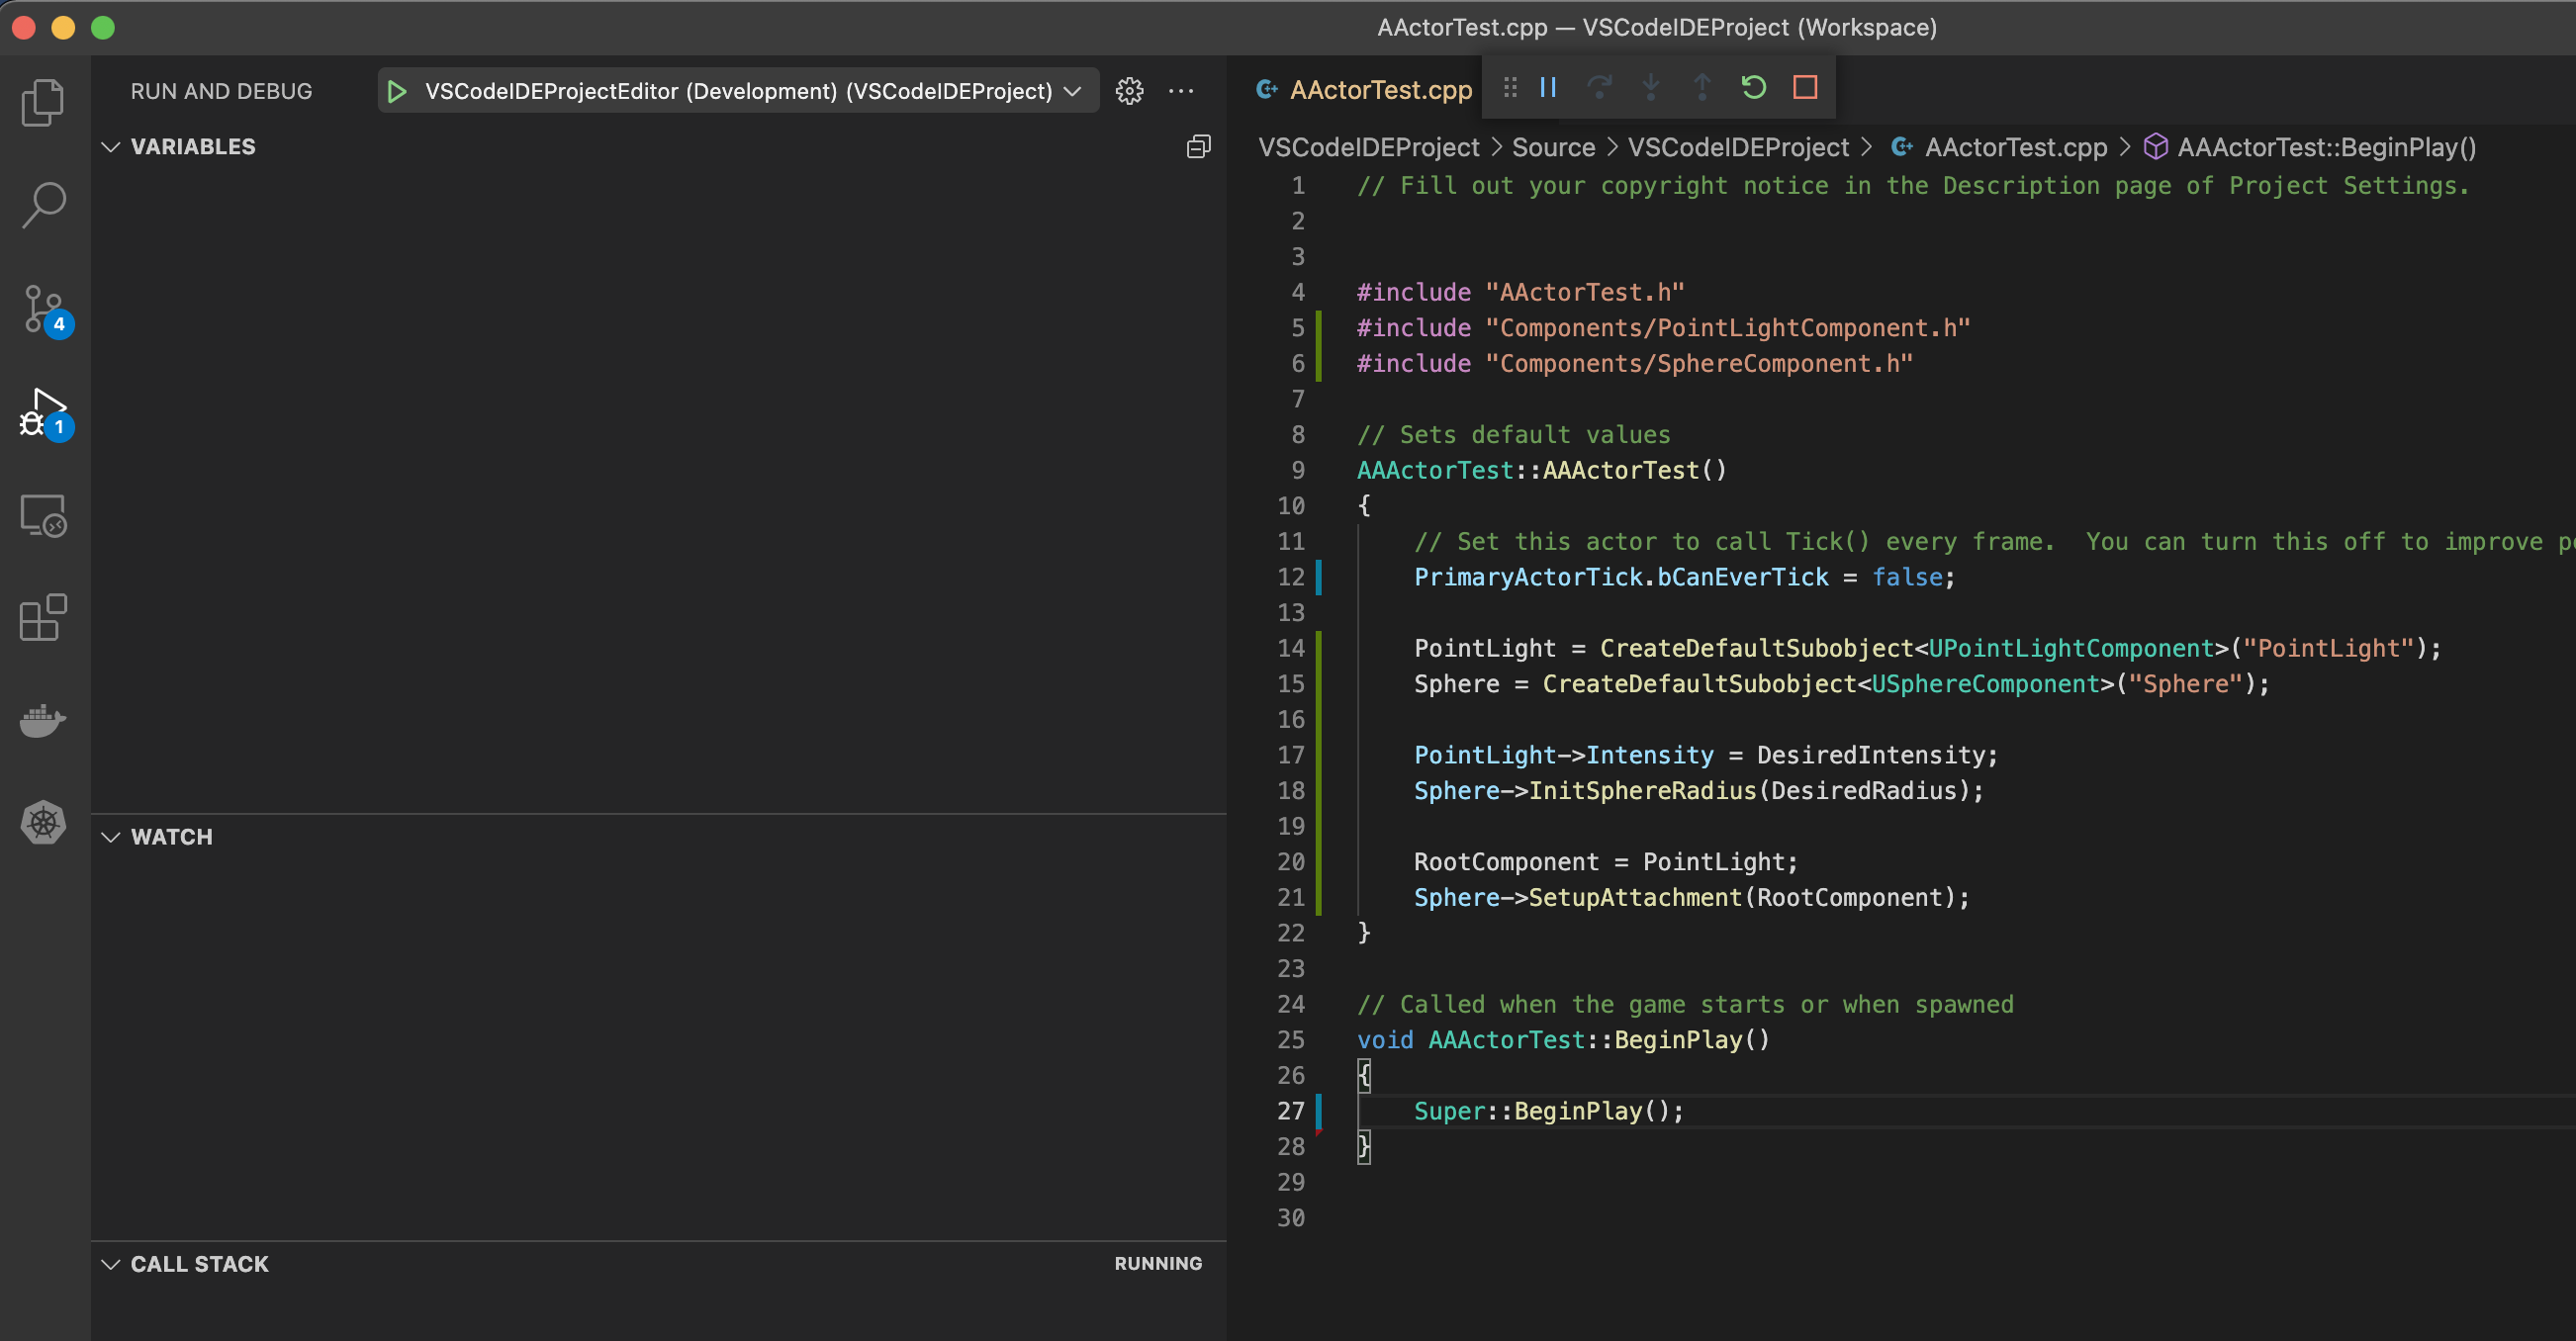 AActorTest.cpp — VSCodeIDEProject (Workspace)
RUN AND DEBUG
VSCodeIDEProjectEditor (Development) (VSCodeIDEProject)
VARIABLES
4
1
WATCH
CALL STACK
RUNNING
AActorTest.cpp
VSCodeIDEProject > Source > VSCodeIDEProject > AActorTest.cpp > AAActorTest::BeginPlay()
1 // Fill out your copyright notice in the Description page of Project Settings.
2
3
4 #include "AActorTest.h"
5 #include "Components/PointLightComponent.h"
6 #include "Components/SphereComponent.h"
7
8 // Sets default values
9 AAActorTest::AAActorTest()
10 {
11 // Set this actor to call Tick() every frame.  You can turn this off to improve
12 PrimaryActorTick.bCanEverTick = false;
13
14 PointLight = CreateDefaultSubobject<UPointLightComponent>("PointLight");
15 Sphere = CreateDefaultSubobject<USphereComponent>("Sphere");
16
17 PointLight->Intensity = DesiredIntensity;
18 Sphere->InitSphereRadius(DesiredRadius);
19
20 RootComponent = PointLight;
21 Sphere->SetupAttachment(RootComponent);
22 }
23
24 // Called when the game starts or when spawned
25 void AAActorTest::BeginPlay()
26 {
27 Super::BeginPlay();
28 }
29
30